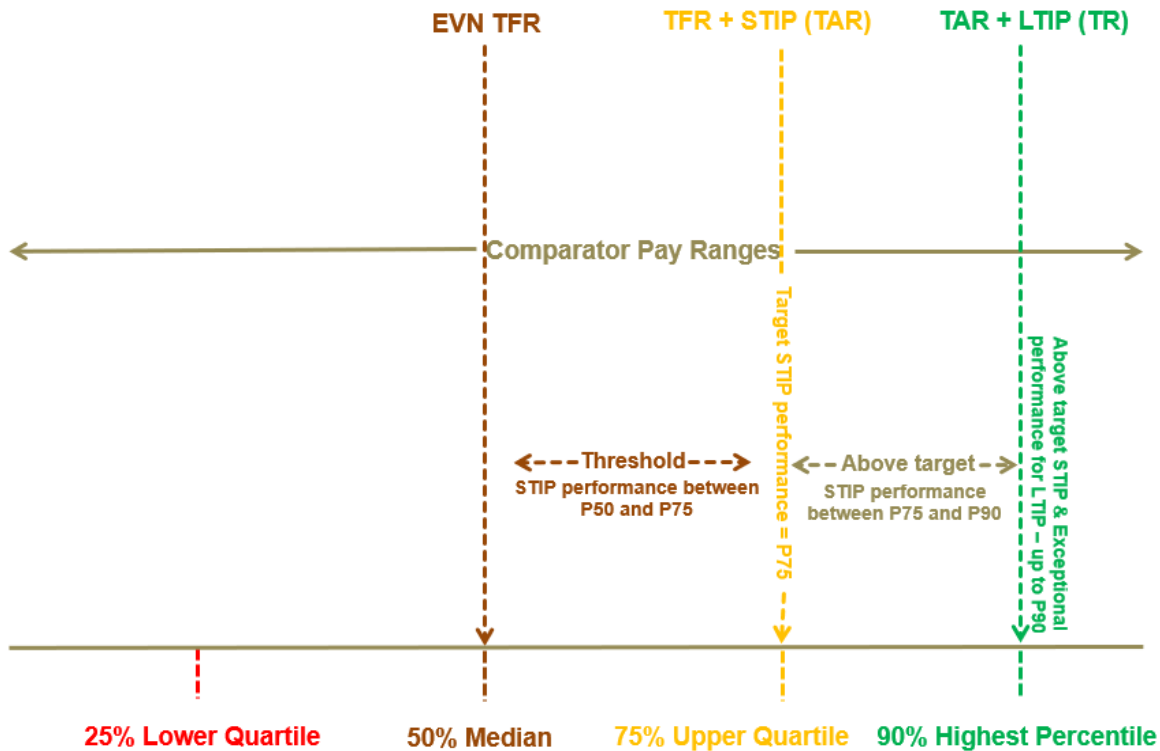 EVN TFR
TFR + STIP (TAR)
TAR + LTIP (TR)
Comparator Pay Ranges
Target STIP performance = P75
Above target STIP & Exceptional
performance for LTIP – up to P90
Threshold
STIP performance between
P50 and P75
Above target
STIP performance
between P75 and P90
25% Lower Quartile
50% Median
75% Upper Quartile
90% Highest Percentile